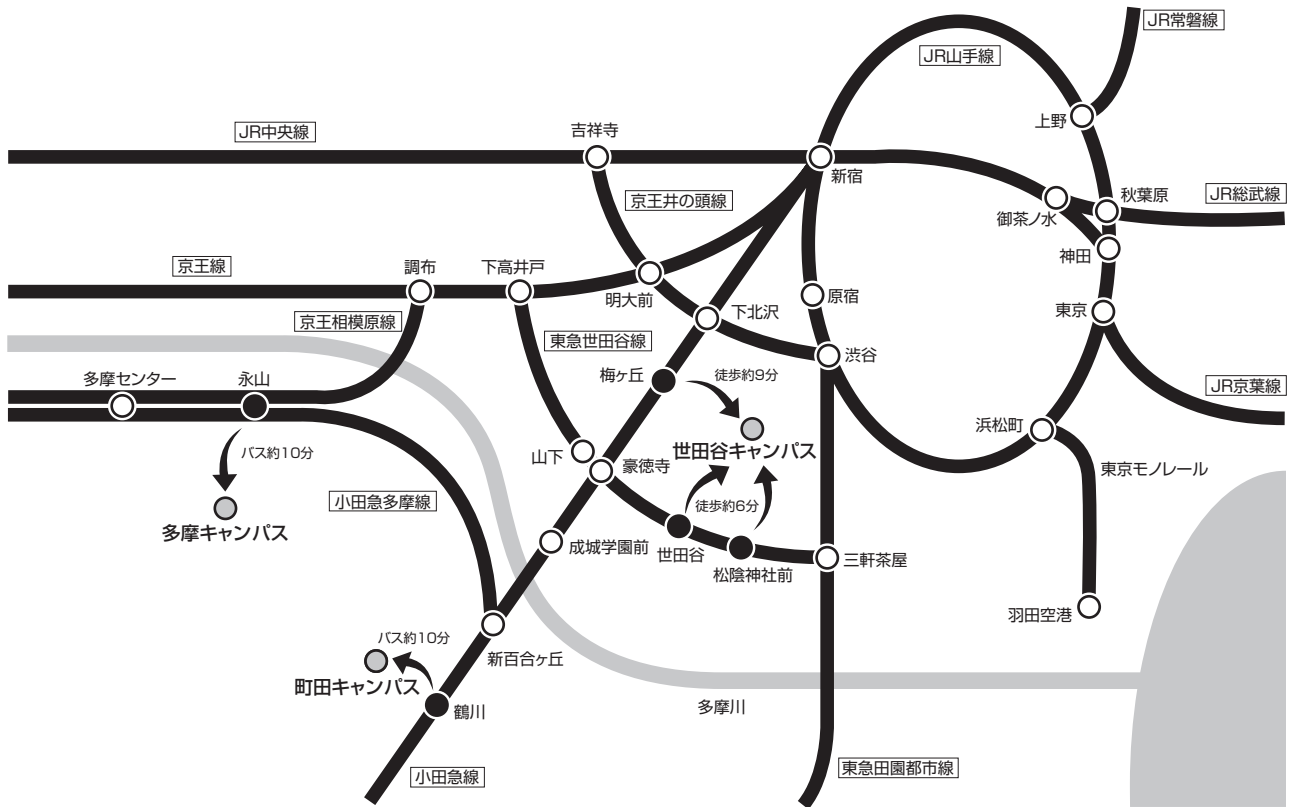 JR常磐線
JR山手線
上野
JR中央線
吉祥寺
新宿
京王井の頭線
御茶ノ水
秋葉原
JR総武線
神田
京王線
調布
下高井戸
明大前
原宿
東京
下北沢
京王相模原線
東急世田谷線
渋谷
多摩センター
永山
梅ヶ丘
徒歩約9分
JR京葉線
浜松町
世田谷キャンパス
バス約10分
山下
豪徳寺
東京モノレール
小田急多摩線
徒歩約6分
多摩キャンパス
成城学園前
世田谷
松陰神社前
三軒茶屋
羽田空港
バス約10分
新百合ヶ丘
町田キャンパス
鶴川
多摩川
小田急線
東急田園都市線